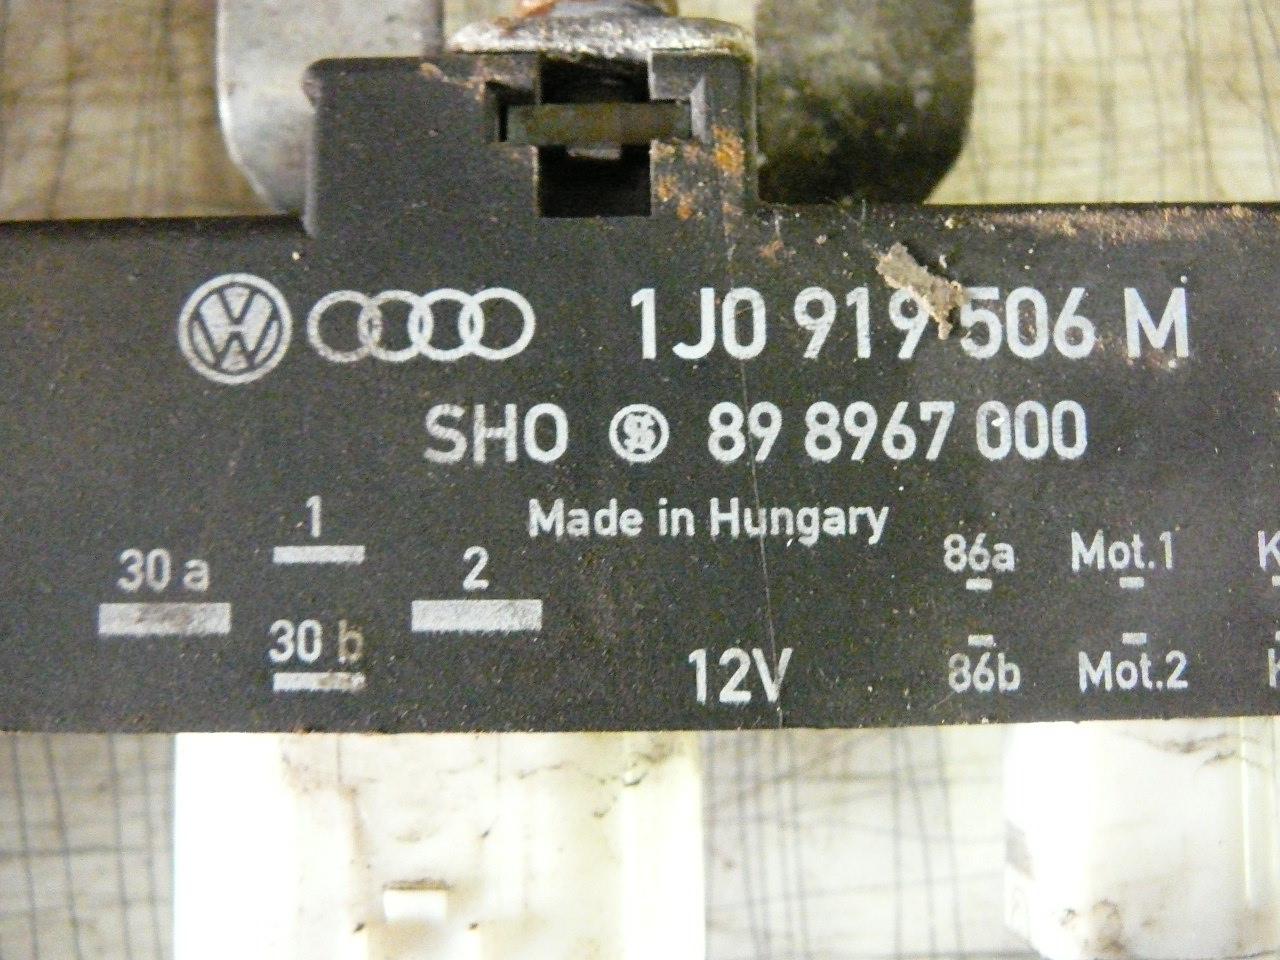 1J0 919 506 M
SHO 89 8967 000
Made in Hungary
1
30 a
2
30 b
12V
86a Mot.1
86b Mot.2